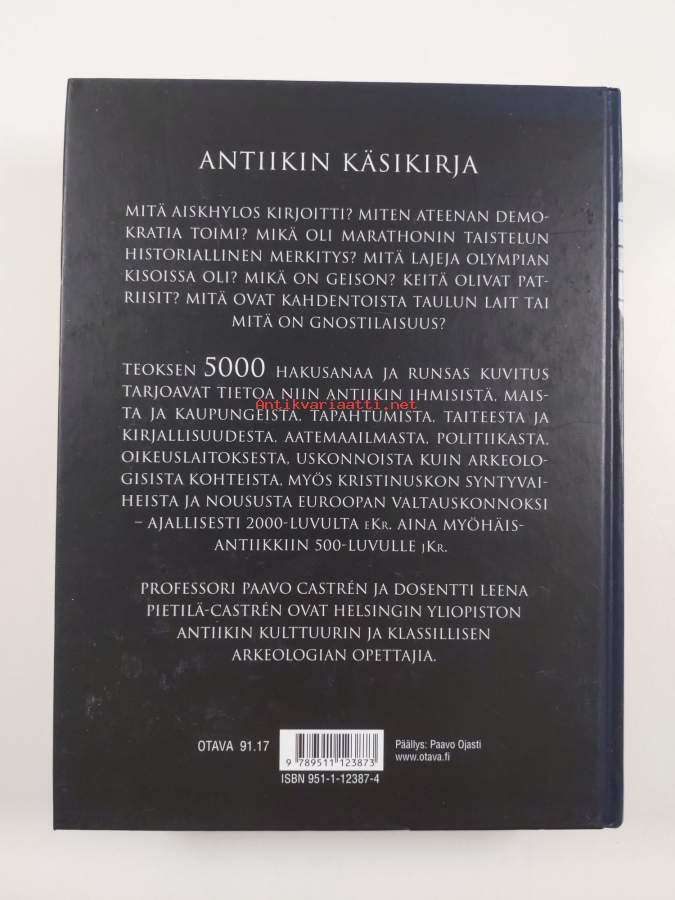 ANTIIKIN KÄSIKIRJA
MITÄ AISKHYLOS KIRJOITTI? MITEN ATEENAN DEMO-
KRATIA TOIMI? MIKÄ OLI MARATHONIN TAISTELUN
HISTORIALLINEN MERKITYS? MITÄ LAJEJA OLYMPIAN
KISOISSA OLI? MIKÄ ON GEISON? KEITÄ OLIVAT PAT-
RIISIT? MITÄ OVAT KAHDENTOISTA TAULUN LAIT TAI
MITÄ ON GNOSTILAISUUS?
TEOKSEN 5000 HAKUSANAA JA RUNSAS KUVITUS
TARJOAVAT TIETOA NIIN ANTIIKIN IHMISISTÄ, MAIS-
Antikvariaatti.net
TA JA KAUPUNGEISTA, TAPAHTUMISTA, TAITEESTA JA
KIRJALLISUUDESTA, AATEMAAILMASTA, POLITIIKASTA,
OIKEUSLAITOKSESTA, USKONNOISTA KUIN ARKEOLO-
GISISTA KOHTEISTA, MYÖS KRISTINUSKON SYNTYVAI-
HEISTA JA NOUSUSTA EUROOPAN VALTAUSKONNOKSI
– AJALLISESTI 2000-LUVULTA eKr. AINA MYÖHÄIS-
ANTIIKKIIN 500-LUVULLE jKr.
PROFESSORI PAAVO CASTRÉN JA DOSENTTI LEENA
PIETILÄ-CASTRÉN OVAT HELSINGIN YLIOPISTON
ANTIIKIN KULTTUURIN JA KLASSILLISEN
ARKEOLOGIAN OPETTAJIA.
OTAVA 91.17
9 789511 123873
ISBN 951-1-12387-4
Päällys: Paavo Ojasti
www.otava.fi